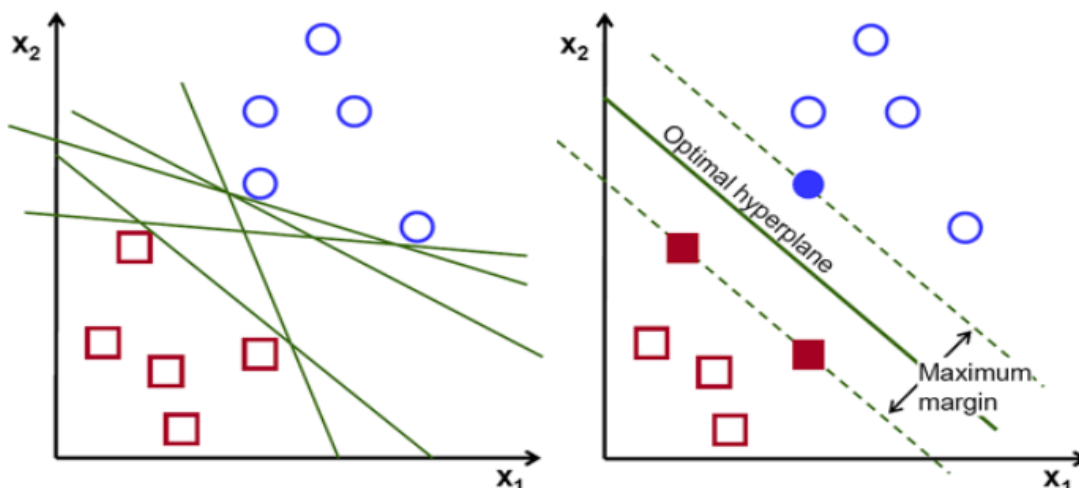 x₂
x₁
x₂
Optimal hyperplane
Maximum
margin
x₁